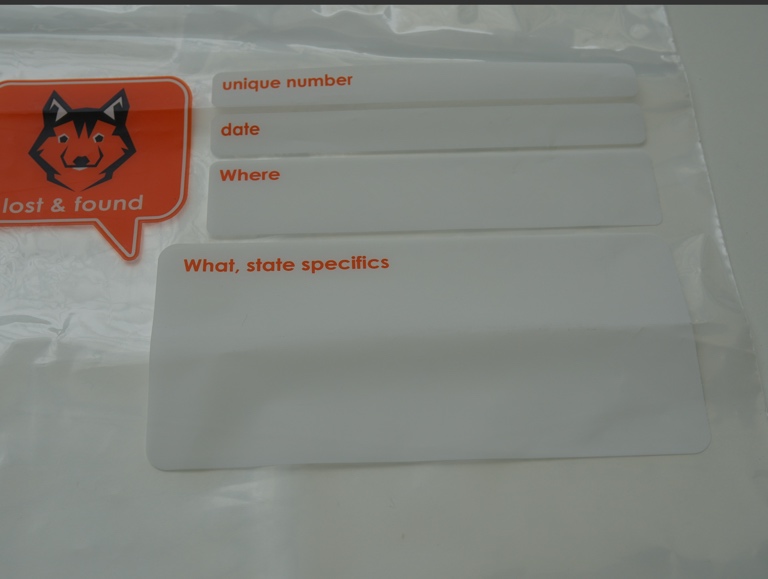 unique number
date
Where
lost & found
What, state specifics